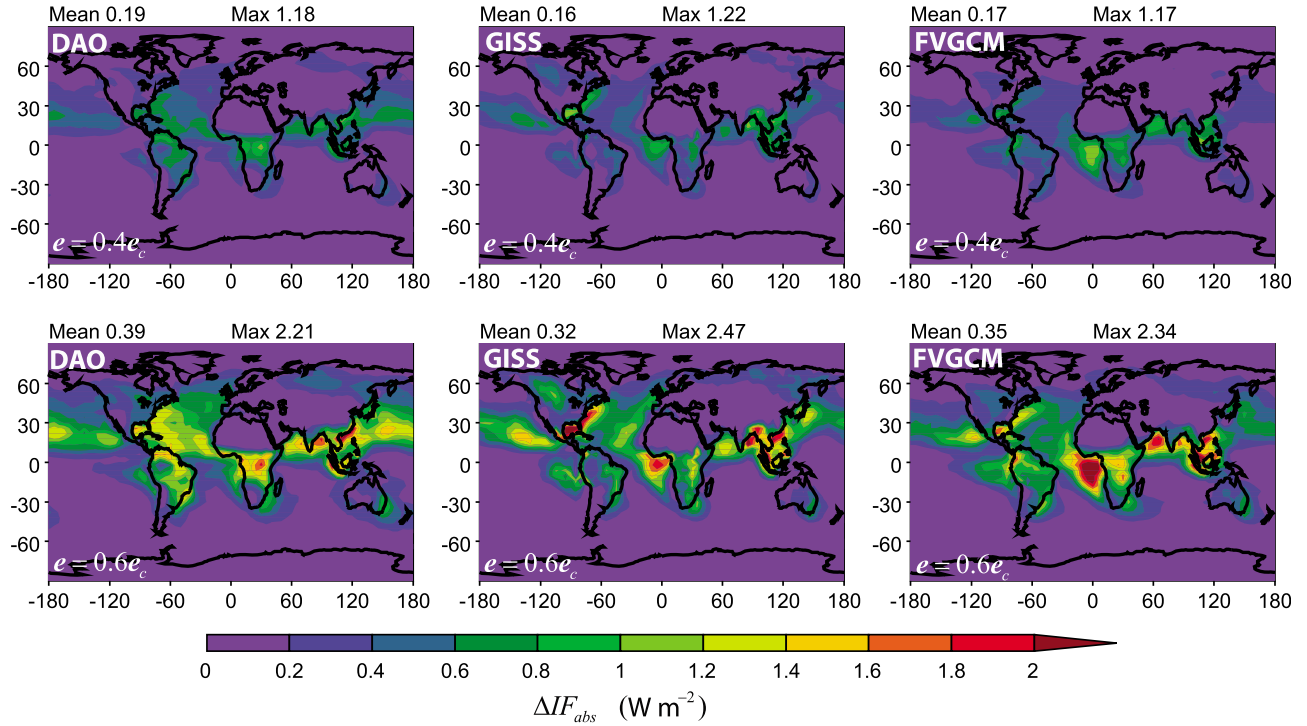 Mean 0.19 Max 1.18
DAO
60
30
0
-30
-60
e = 0.4e_c
-180 -120 -60 0 60 120 180
Mean 0.16 Max 1.22
GISS
60
30
0
-30
-60
e = 0.4e_c
-180 -120 -60 0 60 120 180
Mean 0.17 Max 1.17
FVGCM
60
30
0
-30
-60
e = 0.4e_c
-180 -120 -60 0 60 120 180
Mean 0.39 Max 2.21
DAO
60
30
0
-30
-60
e = 0.6e_c
-180 -120 -60 0 60 120 180
Mean 0.32 Max 2.47
GISS
60
30
0
-30
-60
e = 0.6e_c
-180 -120 -60 0 60 120 180
Mean 0.35 Max 2.34
FVGCM
60
30
0
-30
-60
e = 0.6e_c
-180 -120 -60 0 60 120 180
0 0.2 0.4 0.6 0.8 1 1.2 1.4 1.6 1.8 2
ΔIF_abs (W m⁻²)